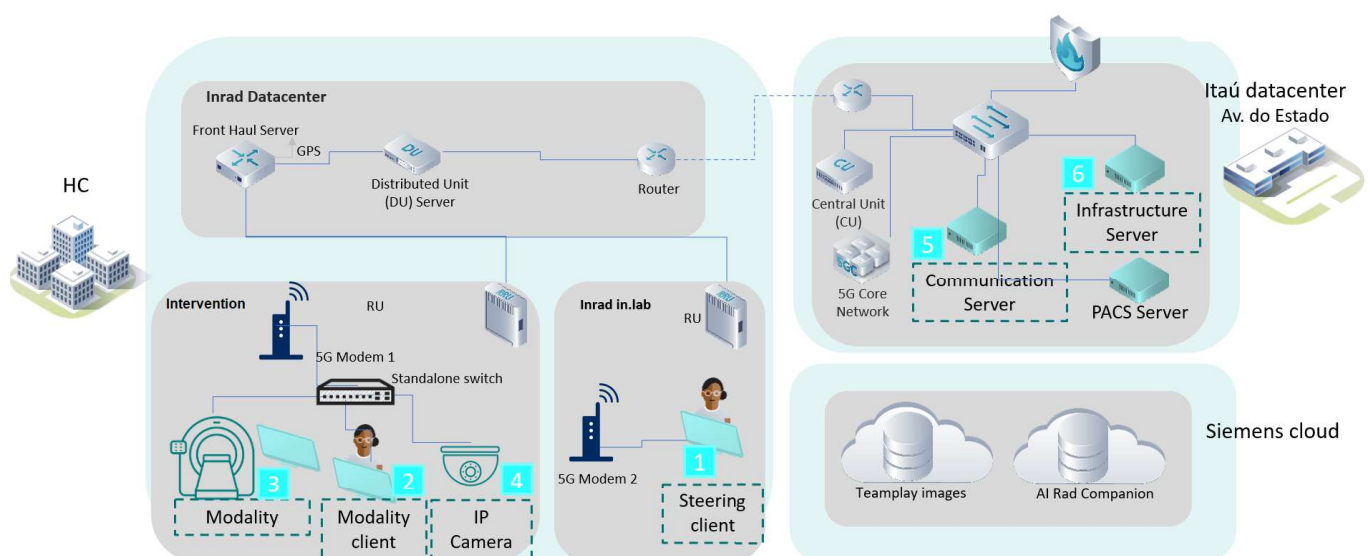 HC
Inrad Datacenter
Front Haul Server
GPS
DU
Distributed Unit
(DU) Server
Router
Intervention
RU
5G Modem 1
Standalone switch
3
Modality
2
Modality
client
4
IP
Camera
Inrad in.lab
RU
5G Modem 2
1
Steering
client
CU
Central Unit
(CU)
5GC
5G Core
Network
5
Communication
Server
6
Infrastructure
Server
PACS Server
Itaú datacenter
Av. do Estado
Teamplay images
AI Rad Companion
Siemens cloud